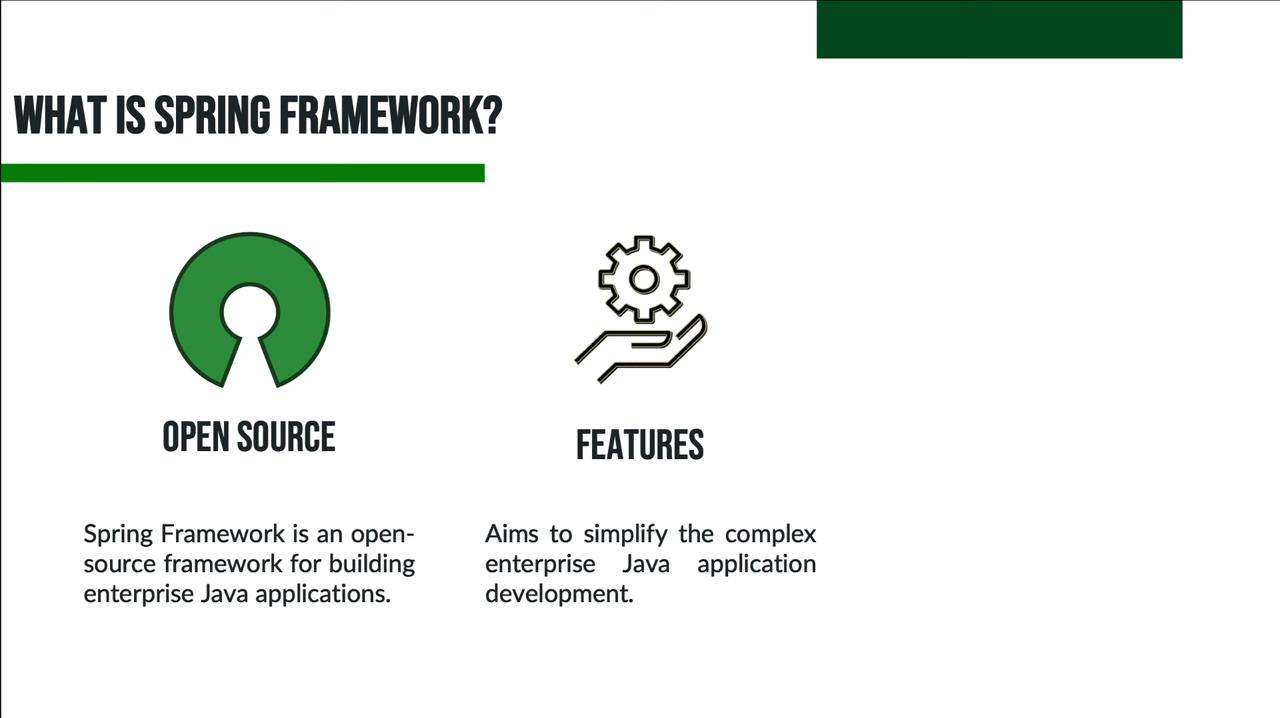 WHAT IS SPRING FRAMEWORK?
OPEN SOURCE
Spring Framework is an open-
source framework for building
enterprise Java applications.
FEATURES
Aims to simplify the complex
enterprise Java application
development.